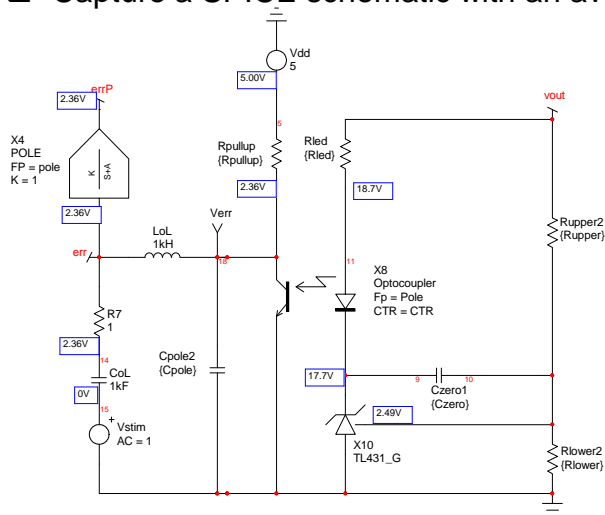 Capture a SPICE schematic with an av
errP
2.36V
Vdd
5
5.00V
vout
X4
POLE
FP = pole
K = 1
K
S+A
5
Rpullup
{Rpullup}
Rled
{Rled}
2.36V
18.7V
2.36V
Verr
Rupper2
{Rupper}
LoL
1kH
err
18
11
X8
Optocoupler
Fp = Pole
CTR = CTR
R7
1
2.36V
14
CoL
1kF
Cpole2
{Cpole}
17.7V
9
10
Czero1
{Czero}
0V
15
2.49V
Vstim
AC = 1
X10
TL431_G
Rlower2
{Rlower}